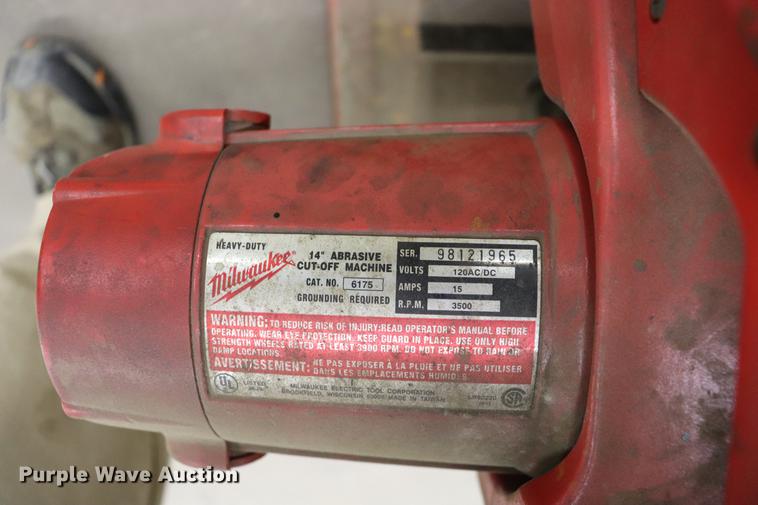 HEAVY-DUTY
Milwaukee
14" ABRASIVE
CUT-OFF MACHINE
CAT. NO. 6175
GROUNDING REQUIRED
SER. 98121965
VOLTS 120AC/DC
AMPS 15
R.P.M. 3500
WARNING: TO REDUCE RISK OF INJURY:READ OPERATOR'S MANUAL BEFORE
OPERATING. WEAR EYE PROTECTION. KEEP GUARD IN PLACE. USE ONLY HIGH
STRENGTH WHEELS RATED AT LEAST 3900 RPM. DO NOT EXPOSE TO RAIN OR
DAMP LOCATIONS.
AVERTISSEMENT: NE PAS EXPOSER À LA PLUIE ET NE PAS UTILISER
DANS LES EMPLACEMENTS HUMIDES.
UL LISTED
MILWAUKEE ELECTRIC TOOL CORPORATION
BROOKFIELD, WISCONSIN 53005 MADE IN TAIWAN
Purple Wave Auction